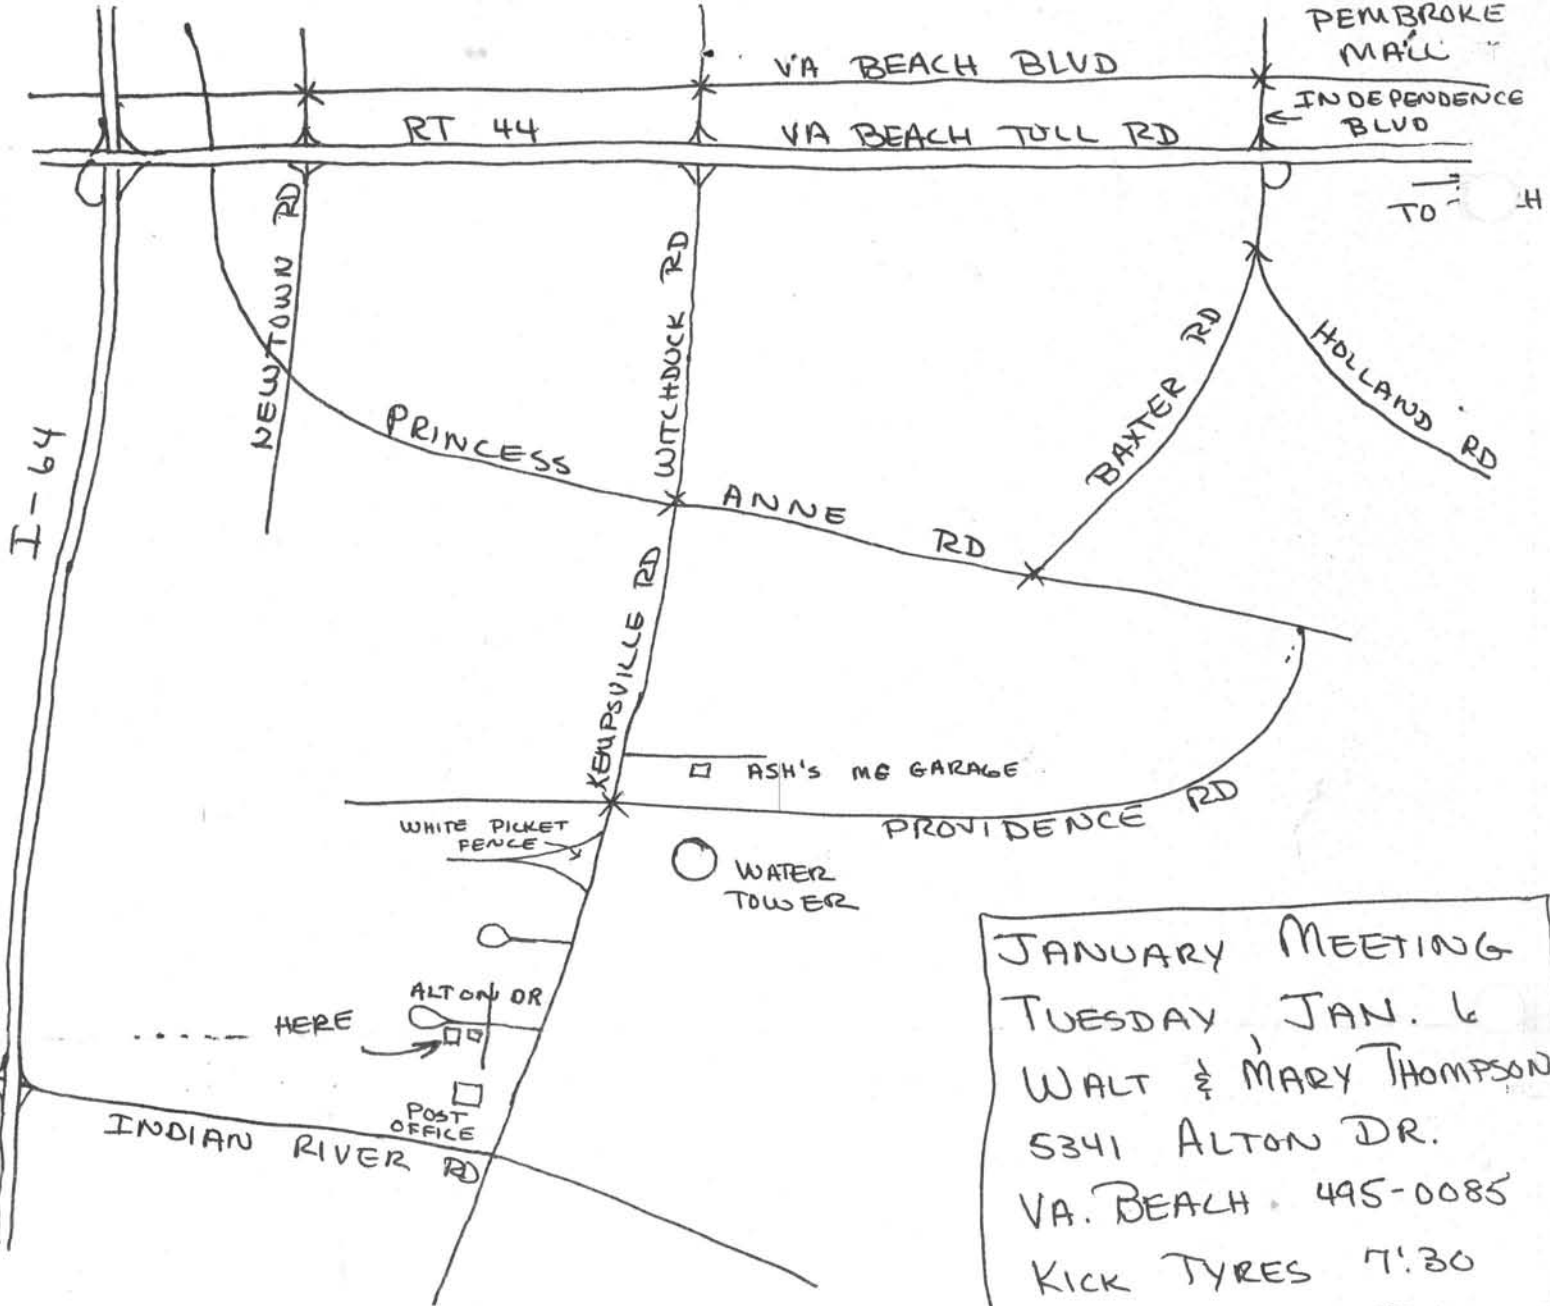 PEMBROKE
MALL
VA BEACH BLVD
INDEPENDENCE
BLVD
RT 44
VA BEACH TOLL RD
TO
NEWTOWN RD
WITCHDUCK RD
BAXTER RD
HOLLAND RD
I-64
PRINCESS ANNE RD
KEMPSVILLE RD
ASH'S MG GARAGE
PROVIDENCE RD
WHITE PICKET
FENCE
WATER
TOWER
ALTON DR
HERE
POST
OFFICE
INDIAN RIVER RD
JANUARY MEETING
TUESDAY, JAN. 6
WALT & MARY THOMPSON
5341 ALTON DR.
VA. BEACH. 495-0085
KICK TYRES 7:30